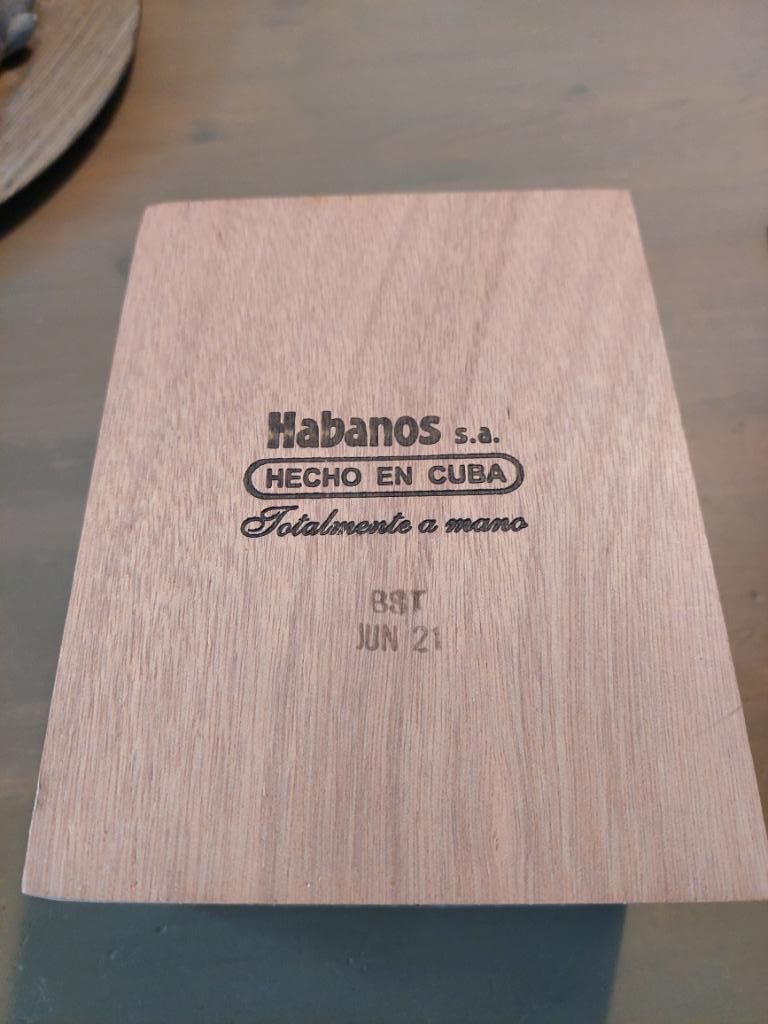 Habanos s.a.
HECHO EN CUBA
Totalmente a mano
BST
JUN 21